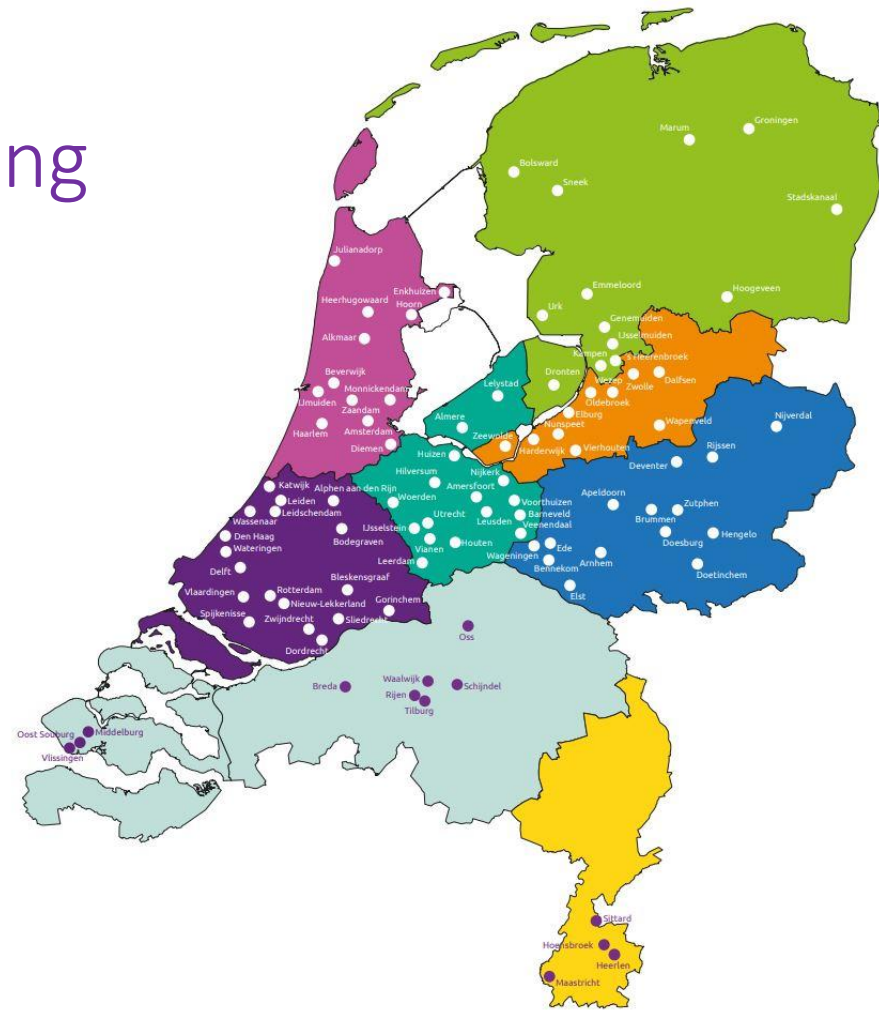 ng
Groningen
Marum
Bolsward
Sneek
Stadskanaal
Julianadorp
Enkhuizen
Emmeloord
Hoogeveen
Heerhugowaard
Hoorn
Urk
Genemuiden
Alkmaar
IJsselmuiden
Kampen
's Heerenbroek
Beverwijk
Dronten
Lelystad
Wezep
Zwolle
Dalfsen
IJmuiden
Monnickendam
Oldebroek
Zaandam
Elburg
Almere
Haarlem
Amsterdam
Nunspeet
Wapenveld
Nijverdal
Diemen
Zeewolde
Harderwijk
Vierhouten
Huizen
Rijssen
Deventer
Hilversum
Nijkerk
Katwijk
Alphen aan den Rijn
Amersfoort
Apeldoorn
Leiden
Woerden
Voorthuizen
Zutphen
Wassenaar
Leidschendam
Utrecht
Leusden
Barneveld
Brummen
IJsselstein
Veenendaal
Den Haag
Bodegraven
Vianen
Houten
Doesburg
Hengelo
Wateringen
Wageningen
Ede
Leerdam
Bennekom
Arnhem
Delft
Doetinchem
Bleskensgraaf
Elst
Vlaardingen
Rotterdam
Nieuw-Lekkerland
Gorinchem
Spijkenisse
Zwijndrecht
Sliedrecht
Dordrecht
Oss
Waalwijk
Breda
Schijndel
Rijen
Tilburg
Oost Souburg
Middelburg
Vlissingen
Sittard
Hoensbroek
Heerlen
Maastricht